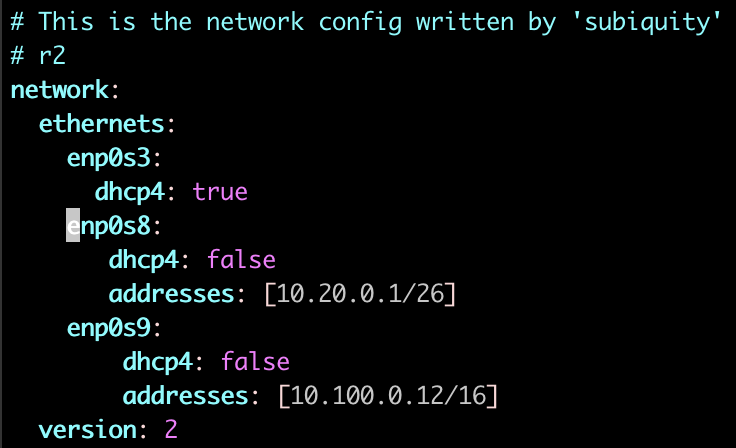 # This is the network config written by 'subiquity'
# r2
network:
  ethernets:
    enp0s3:
      dhcp4: true
    enp0s8:
       dhcp4: false
       addresses: [10.20.0.1/26]
    enp0s9:
        dhcp4: false
        addresses: [10.100.0.12/16]
  version: 2